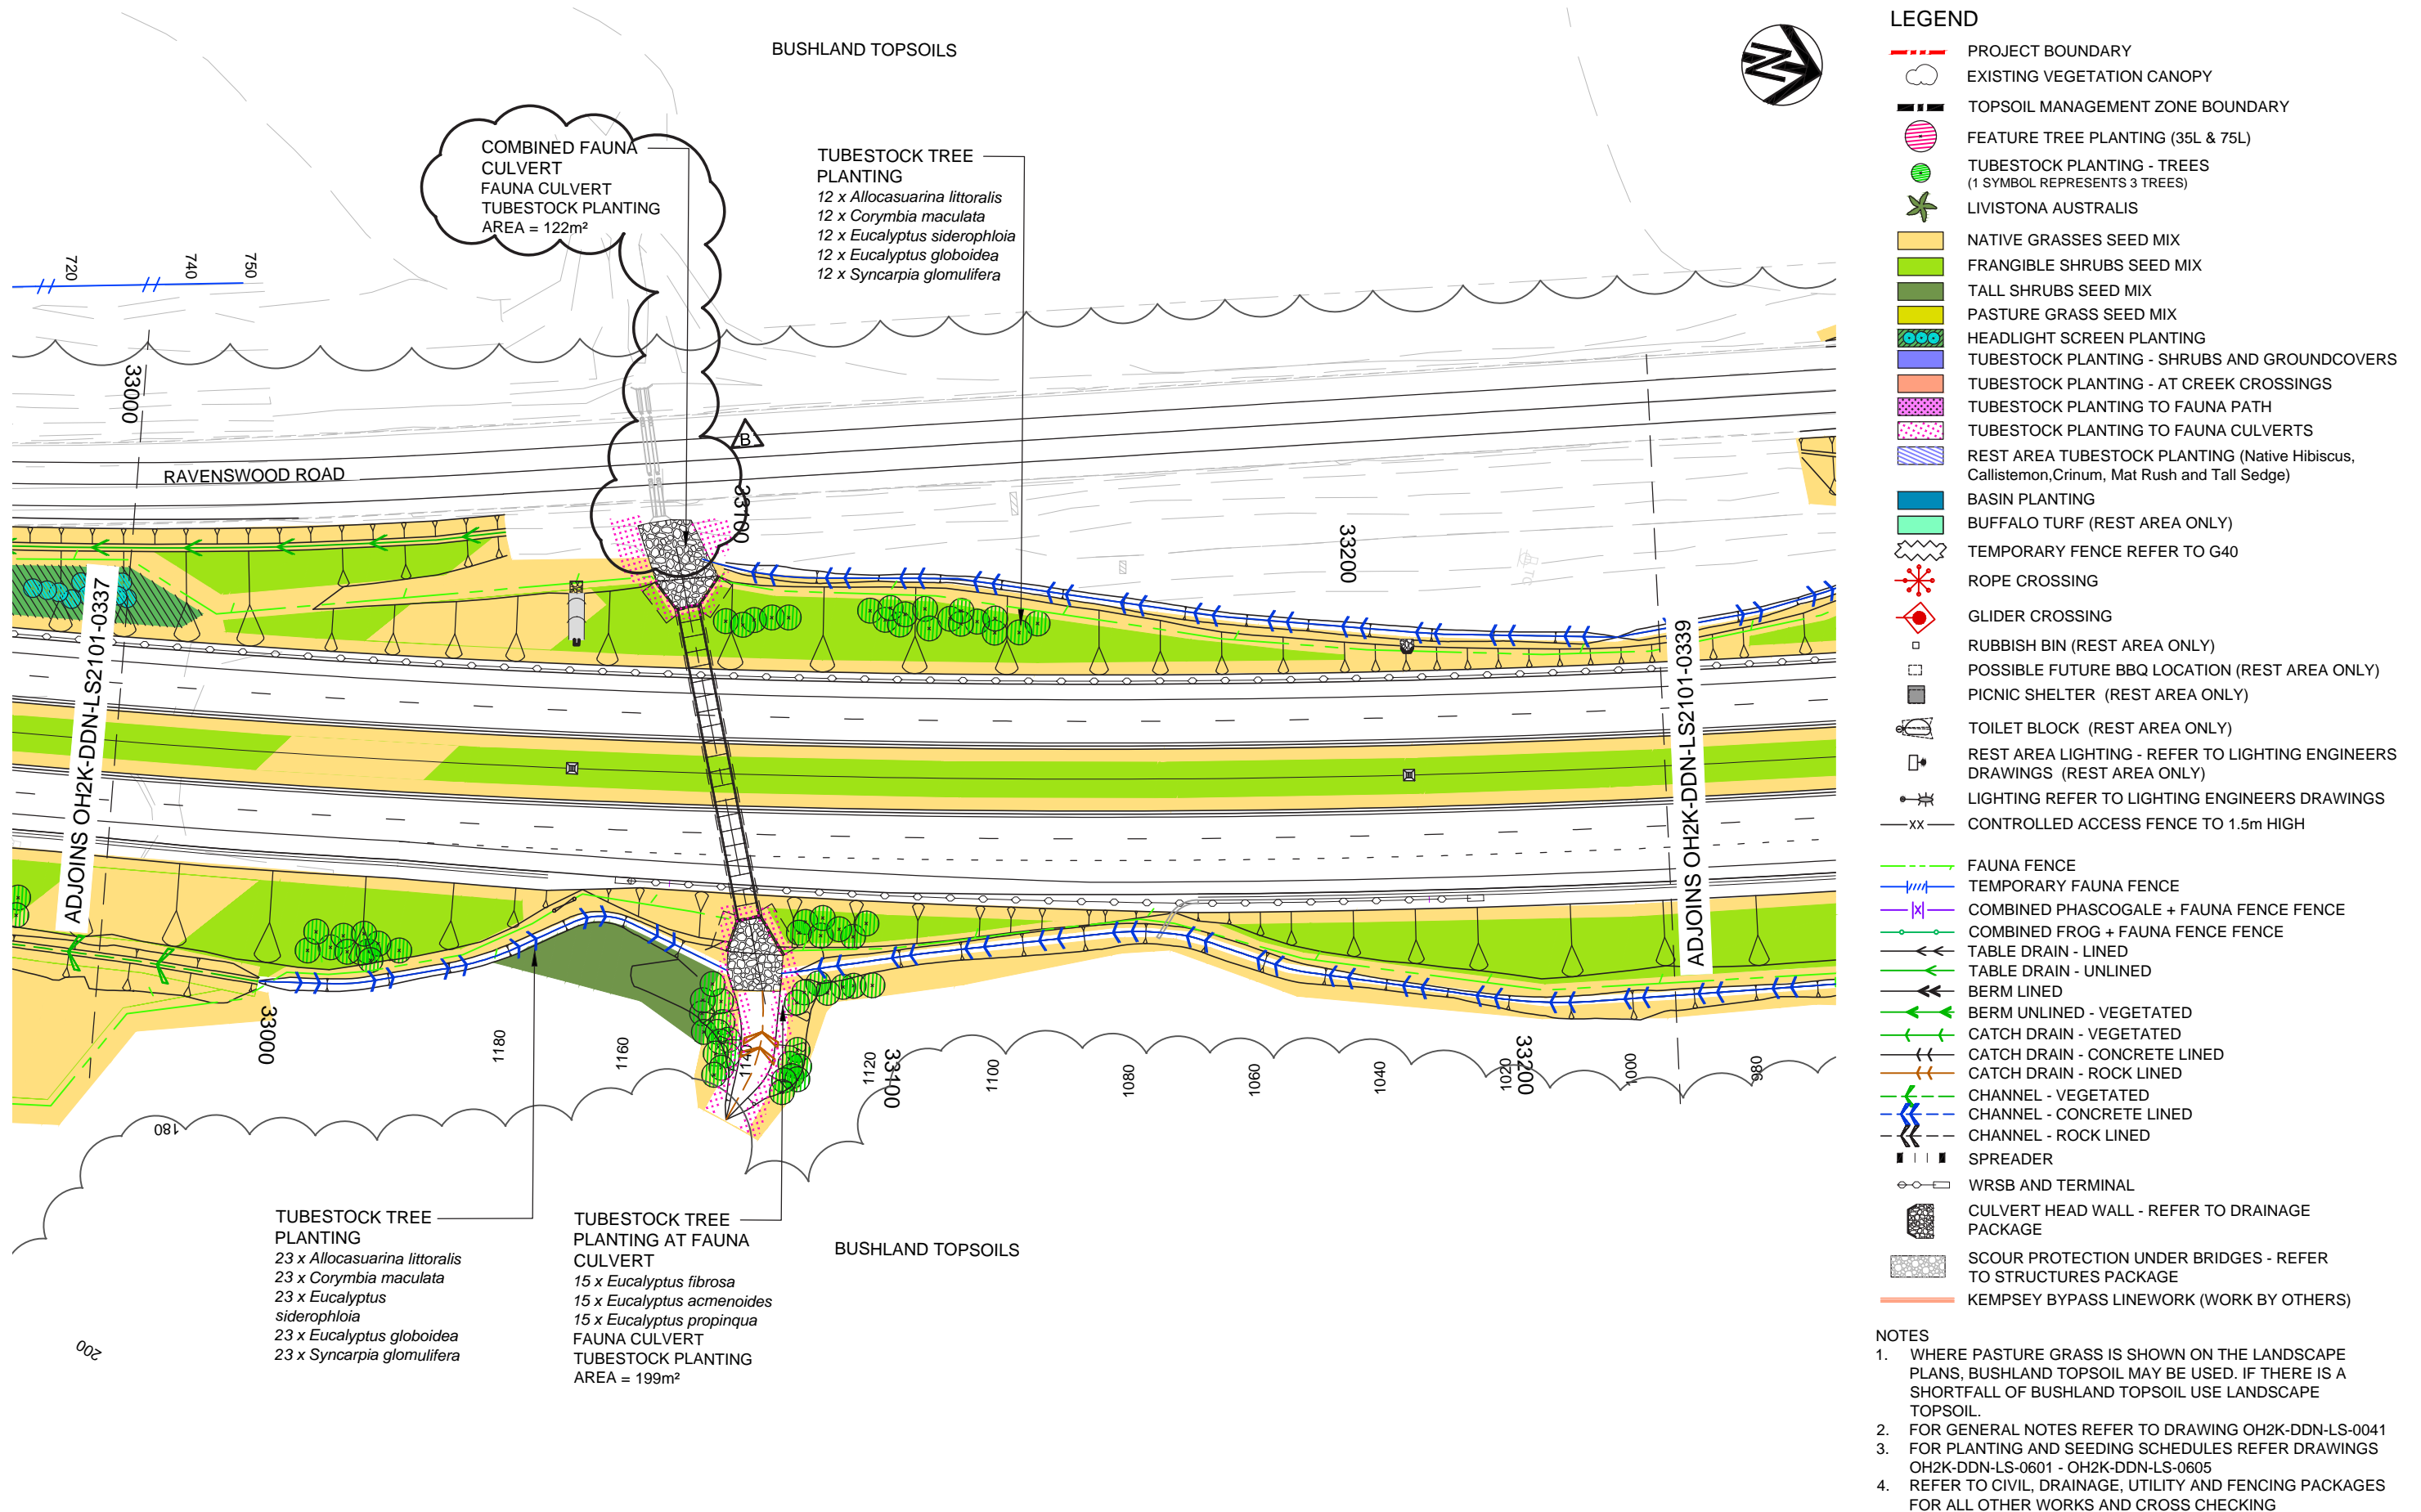 BUSHLAND TOPSOILS
COMBINED FAUNA
CULVERT
FAUNA CULVERT
TUBESTOCK PLANTING
AREA = 122m²
TUBESTOCK TREE
PLANTING
12 x Allocasuarina littoralis
12 x Corymbia maculata
12 x Eucalyptus siderophloia
12 x Eucalyptus globoidea
12 x Syncarpia glomulifera
N
720
740
750
33000
RAVENSWOOD ROAD
B
33100
33200
ADJOINS OH2K-DDN-LS2101-0337
ADJOINS OH2K-DDN-LS2101-0339
33000
1180
1160
1140
1120
33100
1100
1080
1060
1040
1020
33200
1000
980
180
200
TUBESTOCK TREE
PLANTING
23 x Allocasuarina littoralis
23 x Corymbia maculata
23 x Eucalyptus
siderophloia
23 x Eucalyptus globoidea
23 x Syncarpia glomulifera
TUBESTOCK TREE
PLANTING AT FAUNA
CULVERT
15 x Eucalyptus fibrosa
15 x Eucalyptus acmenoides
15 x Eucalyptus propinqua
FAUNA CULVERT
TUBESTOCK PLANTING
AREA = 199m²
BUSHLAND TOPSOILS
LEGEND
PROJECT BOUNDARY
EXISTING VEGETATION CANOPY
TOPSOIL MANAGEMENT ZONE BOUNDARY
FEATURE TREE PLANTING (35L & 75L)
TUBESTOCK PLANTING - TREES
(1 SYMBOL REPRESENTS 3 TREES)
LIVISTONA AUSTRALIS
NATIVE GRASSES SEED MIX
FRANGIBLE SHRUBS SEED MIX
TALL SHRUBS SEED MIX
PASTURE GRASS SEED MIX
HEADLIGHT SCREEN PLANTING
TUBESTOCK PLANTING - SHRUBS AND GROUNDCOVERS
TUBESTOCK PLANTING - AT CREEK CROSSINGS
TUBESTOCK PLANTING TO FAUNA PATH
TUBESTOCK PLANTING TO FAUNA CULVERTS
REST AREA TUBESTOCK PLANTING (Native Hibiscus,
Callistemon,Crinum, Mat Rush and Tall Sedge)
BASIN PLANTING
BUFFALO TURF (REST AREA ONLY)
TEMPORARY FENCE REFER TO G40
ROPE CROSSING
GLIDER CROSSING
RUBBISH BIN (REST AREA ONLY)
POSSIBLE FUTURE BBQ LOCATION (REST AREA ONLY)
PICNIC SHELTER (REST AREA ONLY)
TOILET BLOCK (REST AREA ONLY)
REST AREA LIGHTING - REFER TO LIGHTING ENGINEERS
DRAWINGS (REST AREA ONLY)
LIGHTING REFER TO LIGHTING ENGINEERS DRAWINGS
XX CONTROLLED ACCESS FENCE TO 1.5m HIGH
FAUNA FENCE
TEMPORARY FAUNA FENCE
X COMBINED PHASCOGALE + FAUNA FENCE FENCE
COMBINED FROG + FAUNA FENCE FENCE
TABLE DRAIN - LINED
TABLE DRAIN - UNLINED
BERM LINED
BERM UNLINED - VEGETATED
CATCH DRAIN - VEGETATED
CATCH DRAIN - CONCRETE LINED
CATCH DRAIN - ROCK LINED
CHANNEL - VEGETATED
CHANNEL - CONCRETE LINED
CHANNEL - ROCK LINED
SPREADER
WRSB AND TERMINAL
CULVERT HEAD WALL - REFER TO DRAINAGE
PACKAGE
SCOUR PROTECTION UNDER BRIDGES - REFER
TO STRUCTURES PACKAGE
KEMPSEY BYPASS LINEWORK (WORK BY OTHERS)
NOTES
1. WHERE PASTURE GRASS IS SHOWN ON THE LANDSCAPE
PLANS, BUSHLAND TOPSOIL MAY BE USED. IF THERE IS A
SHORTFALL OF BUSHLAND TOPSOIL USE LANDSCAPE
TOPSOIL.
2. FOR GENERAL NOTES REFER TO DRAWING OH2K-DDN-LS-0041
3. FOR PLANTING AND SEEDING SCHEDULES REFER DRAWINGS
OH2K-DDN-LS-0601 - OH2K-DDN-LS-0605
4. REFER TO CIVIL, DRAINAGE, UTILITY AND FENCING PACKAGES
FOR ALL OTHER WORKS AND CROSS CHECKING